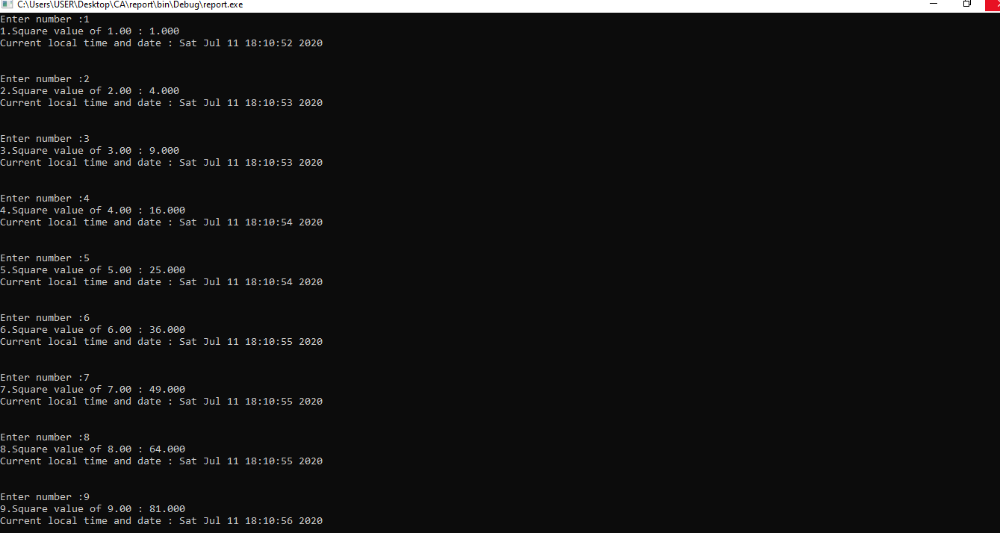 C:\Users\USER\Desktop\CA\report\bin\Debug\report.exe
Enter number :1
1.Square value of 1.00 : 1.000
Current local time and date : Sat Jul 11 18:10:52 2020
Enter number :2
2.Square value of 2.00 : 4.000
Current local time and date : Sat Jul 11 18:10:53 2020
Enter number :3
3.Square value of 3.00 : 9.000
Current local time and date : Sat Jul 11 18:10:53 2020
Enter number :4
4.Square value of 4.00 : 16.000
Current local time and date : Sat Jul 11 18:10:54 2020
Enter number :5
5.Square value of 5.00 : 25.000
Current local time and date : Sat Jul 11 18:10:54 2020
Enter number :6
6.Square value of 6.00 : 36.000
Current local time and date : Sat Jul 11 18:10:55 2020
Enter number :7
7.Square value of 7.00 : 49.000
Current local time and date : Sat Jul 11 18:10:55 2020
Enter number :8
8.Square value of 8.00 : 64.000
Current local time and date : Sat Jul 11 18:10:55 2020
Enter number :9
9.Square value of 9.00 : 81.000
Current local time and date : Sat Jul 11 18:10:56 2020